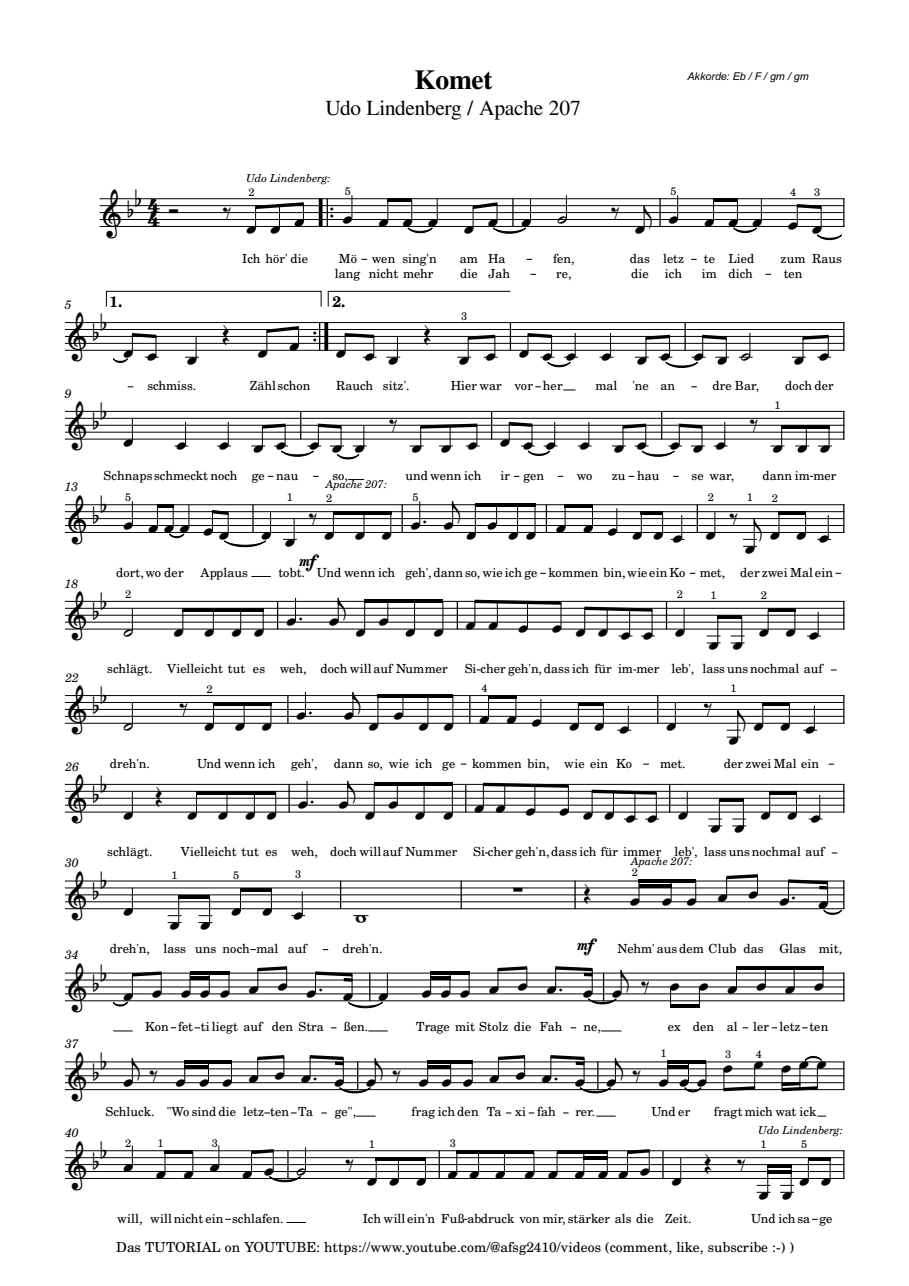 Komet
Akkorde: Eb / F / gm / gm
Udo Lindenberg / Apache 207
Udo Lindenberg:
2 5 5 4 3
Ich hör' die Mö – wen sing'n am Ha – fen, das letz – te Lied zum Raus
lang nicht mehr die Jah – re, die ich im dich – ten
5 1. 2.
3
– schmiss. Zähl schon Rauch sitz'. Hier war vor – her__ mal 'ne an – dre Bar, doch der
9
1
Schnaps schmeckt noch ge – nau – so,__ und wenn ich ir – gen – wo zu – hau – se war, dann im-mer
Apache 207:
13 5 1 2 5 2 1 2
mf
dort, wo der Applaus __ tobt. Und wenn ich geh', dann so, wie ich ge – kommen bin, wie ein Ko – met, der zwei Mal ein –
18 2 2 1 2
schlägt. Vielleicht tut es weh, doch will auf Nummer Si-cher geh'n, dass ich für im-mer leb', lass uns nochmal auf –
22 2 4 1
dreh'n. Und wenn ich geh', dann so, wie ich ge – kommen bin, wie ein Ko – met. der zwei Mal ein –
26
schlägt. Vielleicht tut es weh, doch will auf Nummer Si-cher geh'n, dass ich für immer leb', lass uns nochmal auf –
Apache 207:
30 1 5 3 2
mf
dreh'n, lass uns noch–mal auf – dreh'n. Nehm' aus dem Club das Glas mit,
34
__ Kon – fet – ti liegt auf den Stra – ßen.__ Trage mit Stolz die Fah – ne,__ ex den al – ler – letz – ten
37 1 3 4
Schluck. "Wo sind die letz – ten – Ta – ge",__ frag ich den Ta – xi – fah – rer.__ Und er fragt mich wat ick_
Udo Lindenberg:
40 2 1 3 1 3 1 5
will, will nicht ein – schlafen. __ Ich will ein'n Fuß-abdruck von mir, stärker als die Zeit. Und ich sa – ge
Das TUTORIAL on YOUTUBE: https://www.youtube.com/@afsg2410/videos (comment, like, subscribe :-) )